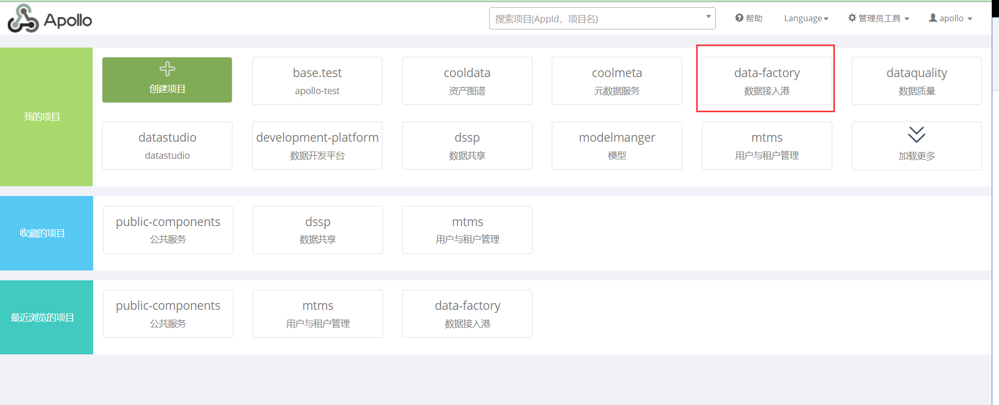 Apollo
搜索项目(AppId、项目名)
帮助
Language
管理员工具
apollo
我的项目
创建项目
base.test
apollo-test
cooldata
资产图谱
coolmeta
元数据服务
data-factory
数据接入港
dataquality
数据质量
datastudio
datastudio
development-platform
数据开发平台
dssp
数据共享
modelmanger
模型
mtms
用户与租户管理
加载更多
收藏的项目
public-components
公共服务
dssp
数据共享
mtms
用户与租户管理
最近浏览的项目
public-components
公共服务
mtms
用户与租户管理
data-factory
数据接入港